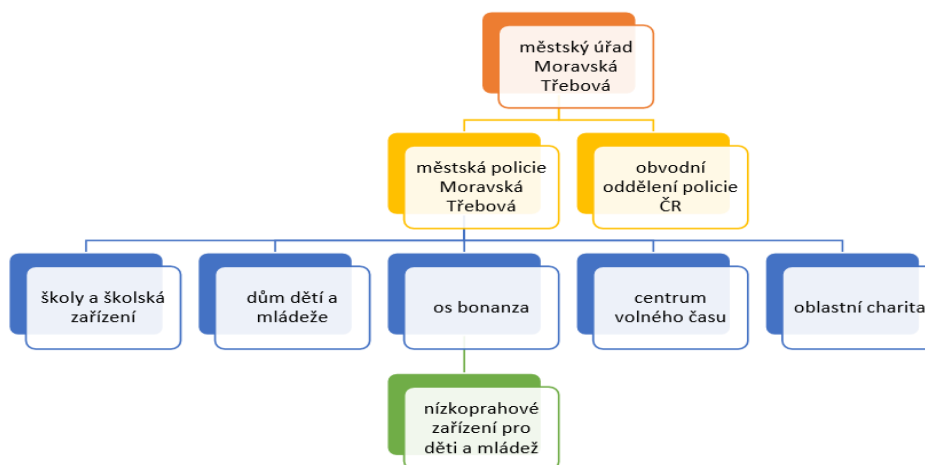 městský úřad
Moravská
Třebová
městská policie
Moravská
Třebová
obvodní
oddělení policie
ČR
školy a školská
zařízení
dům dětí a
mládeže
os bonanza
centrum
volného času
oblastní charita
nízkoprahové
zařízení pro
děti a mládež